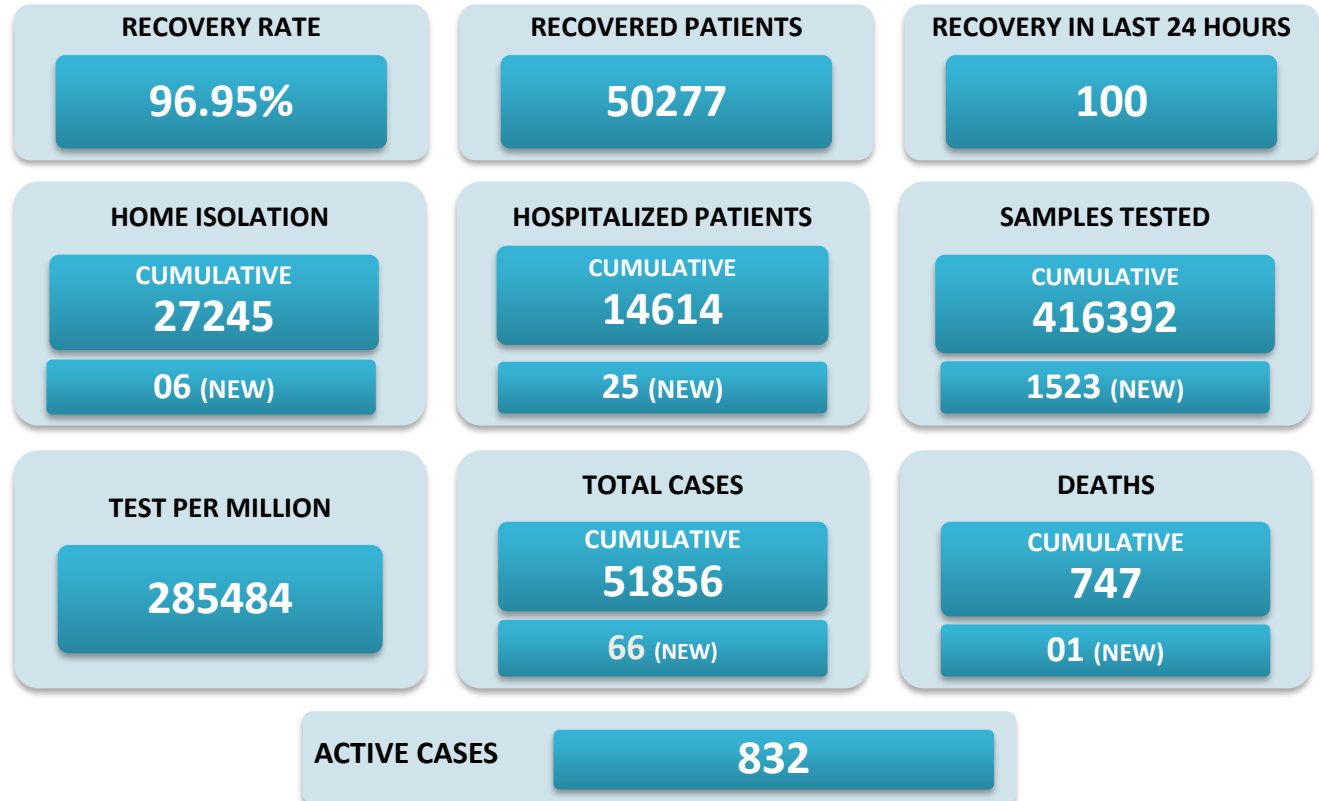 RECOVERY RATE
96.95%
RECOVERED PATIENTS
50277
RECOVERY IN LAST 24 HOURS
100
HOME ISOLATION
CUMULATIVE
27245
06 (NEW)
HOSPITALIZED PATIENTS
CUMULATIVE
14614
25 (NEW)
SAMPLES TESTED
CUMULATIVE
416392
1523 (NEW)
TEST PER MILLION
285484
TOTAL CASES
CUMULATIVE
51856
66 (NEW)
DEATHS
CUMULATIVE
747
01 (NEW)
ACTIVE CASES
832